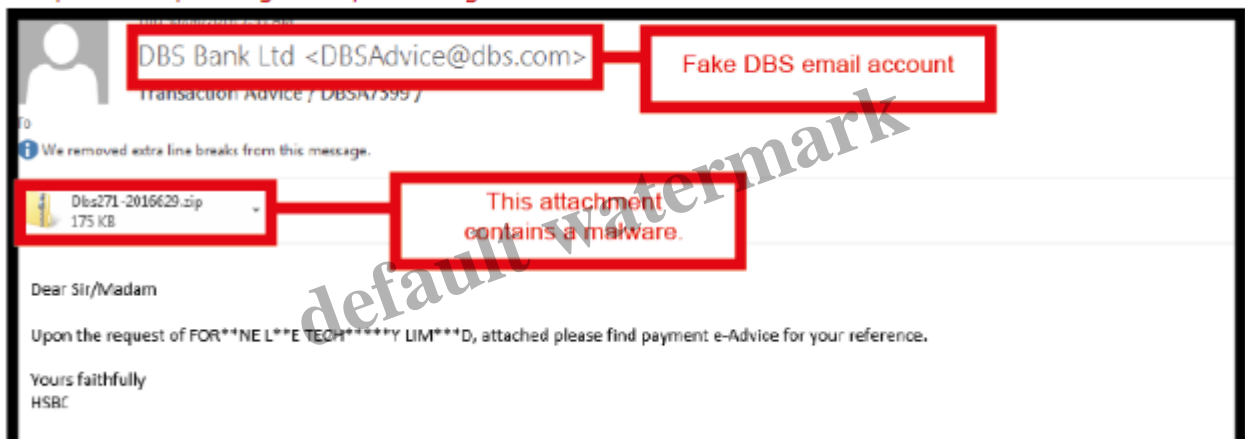 DBS Bank Ltd <DBSAdvice@dbs.com>
Fake DBS email account
Transaction Advice / DBSA7599 /
To
We removed extra line breaks from this message.
Dbs271-2016629.zip
175 KB
This attachment
contains a malware.
default watermark
Dear Sir/Madam
Upon the request of FOR**NE L**E TECH*****Y LIM***D, attached please find payment e-Advice for your reference.
Yours faithfully
HSBC